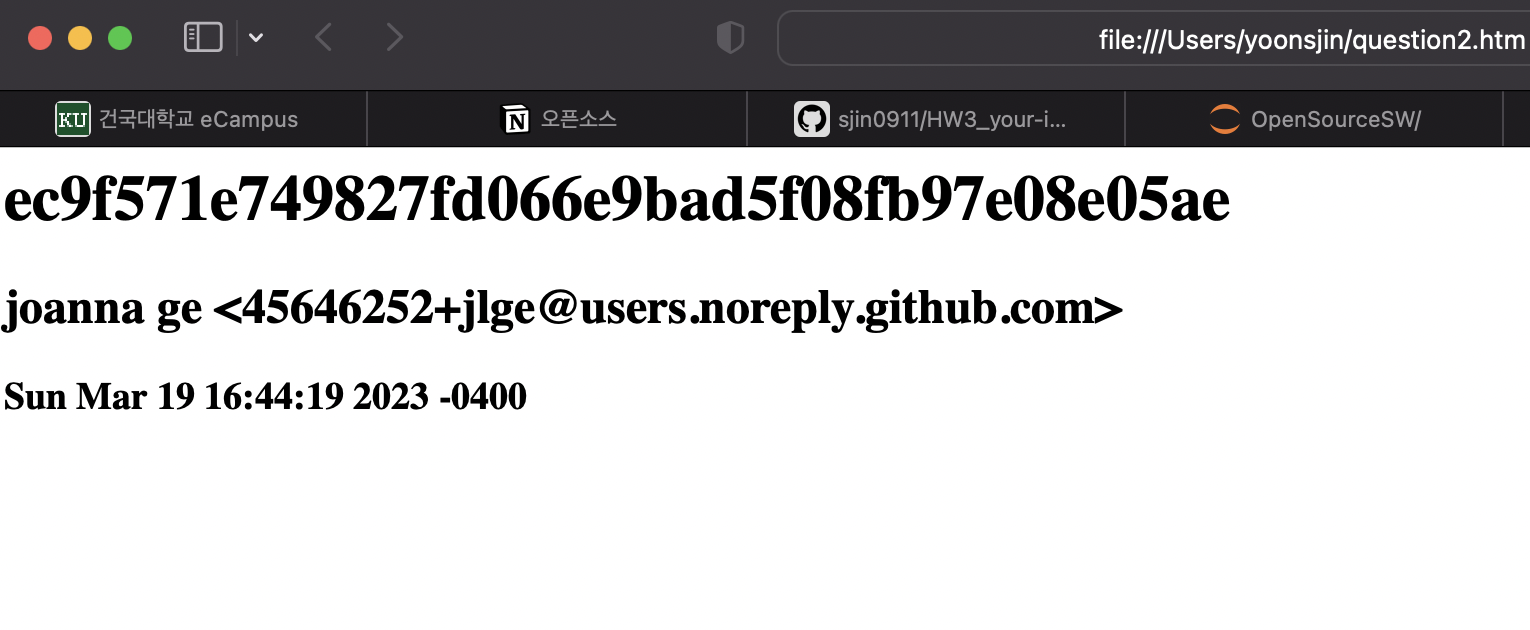 file:///Users/yoonsjin/question2.htm
KU 건국대학교 eCampus
N 오픈소스
sjin0911/HW3_your-i...
OpenSourceSW/
ec9f571e749827fd066e9bad5f08fb97e08e05ae
joanna ge <45646252+jlge@users.noreply.github.com>
Sun Mar 19 16:44:19 2023 -0400